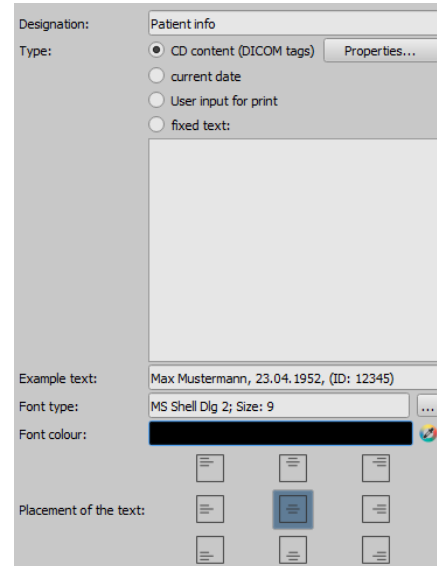 Designation: Patient info
Type: CD content (DICOM tags) Properties...
current date
User input for print
fixed text:
Example text: Max Mustermann, 23.04.1952, (ID: 12345)
Font type: MS Shell Dlg 2; Size: 9 ...
Font colour:
Placement of the text: